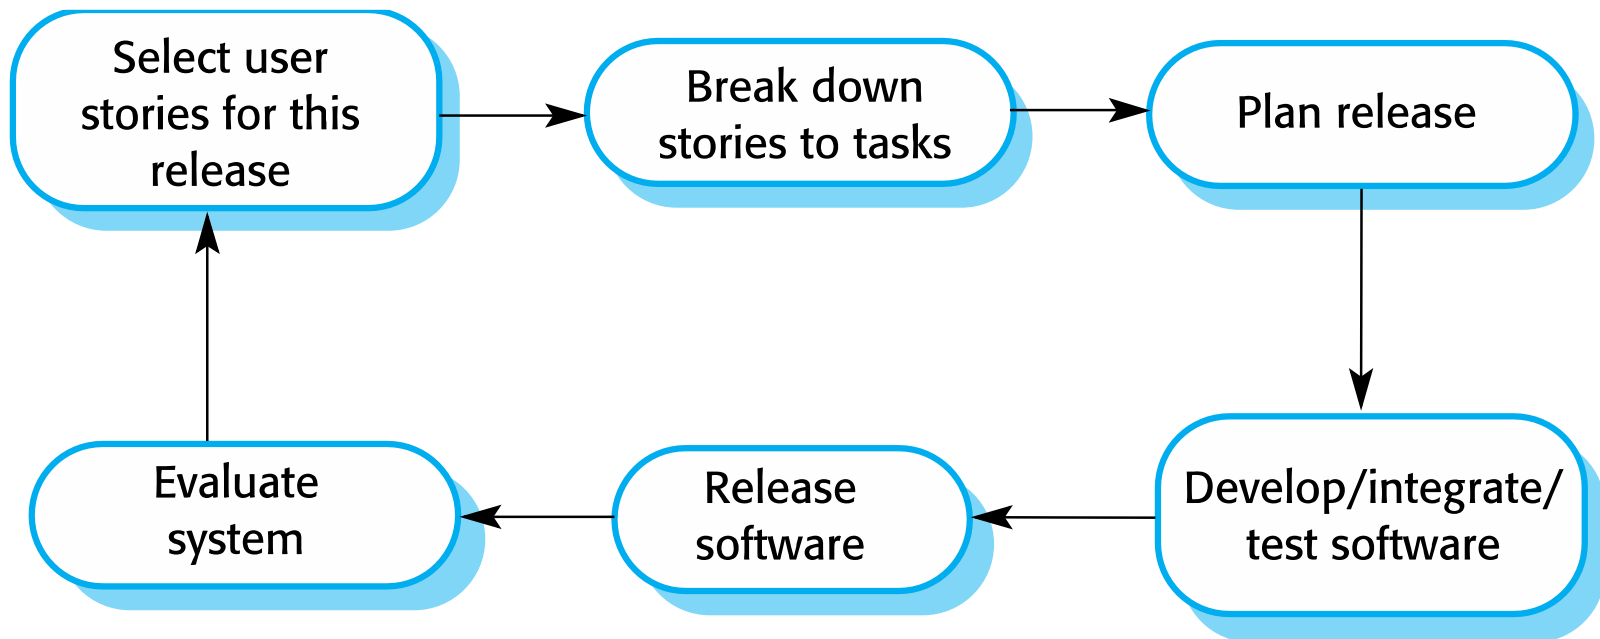 Select user
stories for this
release
Break down
stories to tasks
Plan release
Evaluate
system
Release
software
Develop/integrate/
test software